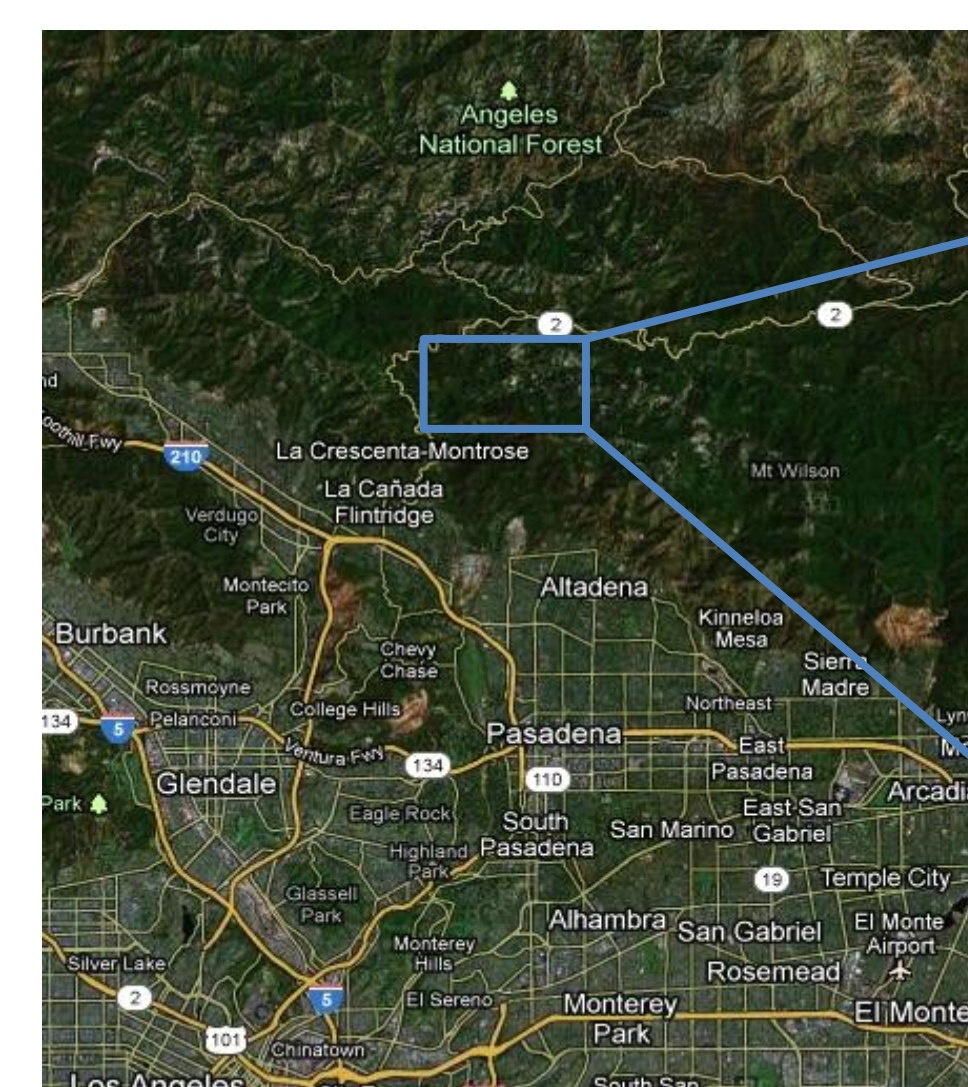 Angeles
National Forest
2
2
Foothill Fwy
210
La Crescenta-Montrose
Mt Wilson
La Cañada
Flintridge
Verdugo
City
Montecito
Park
Altadena
Kinneloa
Mesa
Burbank
Chevy
Chase
Sierra
Madre
Rossmoyne
College Hills
Northeast
134
5
Pelanconi
Pasadena
East
Pasadena
Ventura Fwy
134
110
Glendale
Arcadia
Park
Eagle Rock
South
Pasadena
San Marino
East San
Gabriel
Highland
Park
19
Temple City
Glassell
Park
Alhambra
San Gabriel
El Monte
Airport
Monterey
Hills
Silver Lake
Rosemead
2
5
El Sereno
Monterey
Park
El Monte
101
Chinatown
Los Angeles
South San